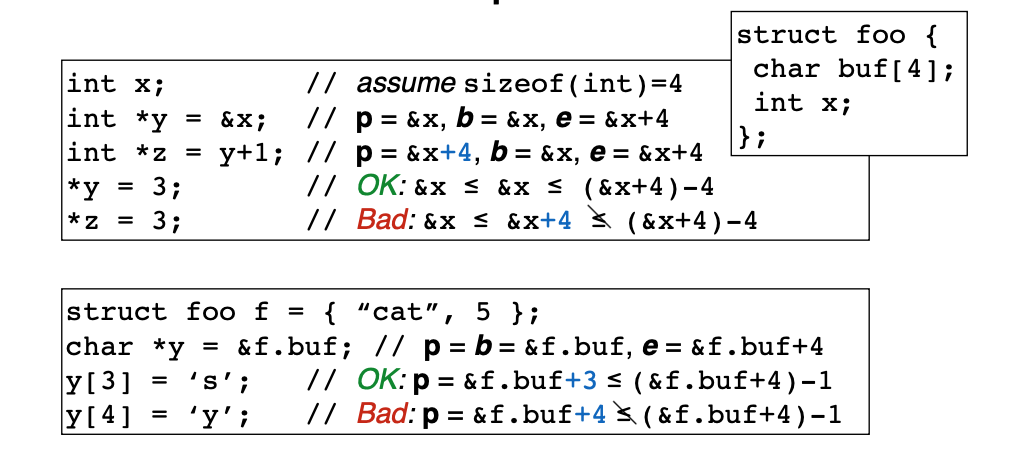 struct foo {
char buf[4];
int x;
};
int x; // assume sizeof(int)=4
int *y = &x; // p = &x, b = &x, e = &x+4
int *z = y+1; // p = &x+4, b = &x, e = &x+4
*y = 3; // OK: &x ≤ &x ≤ (&x+4)-4
*z = 3; // Bad: &x ≤ &x+4 ≰ (&x+4)-4
struct foo f = { “cat”, 5 };
char *y = &f.buf; // p = b = &f.buf, e = &f.buf+4
y[3] = ‘s’; // OK: p = &f.buf+3 ≤ (&f.buf+4)-1
y[4] = ‘y’; // Bad: p = &f.buf+4 ≰ (&f.buf+4)-1